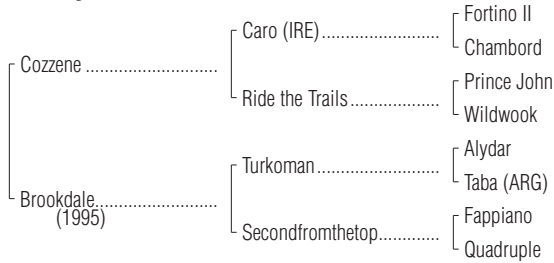 Fortino II
Caro (IRE)......................
Chambord
Cozzene ..........................
Prince John
Ride the Trails...................
Wildwook
Alydar
Turkoman........................
Taba (ARG)
Brookdale........................
(1995)
Fappiano
Secondfromthetop............
Quadruple